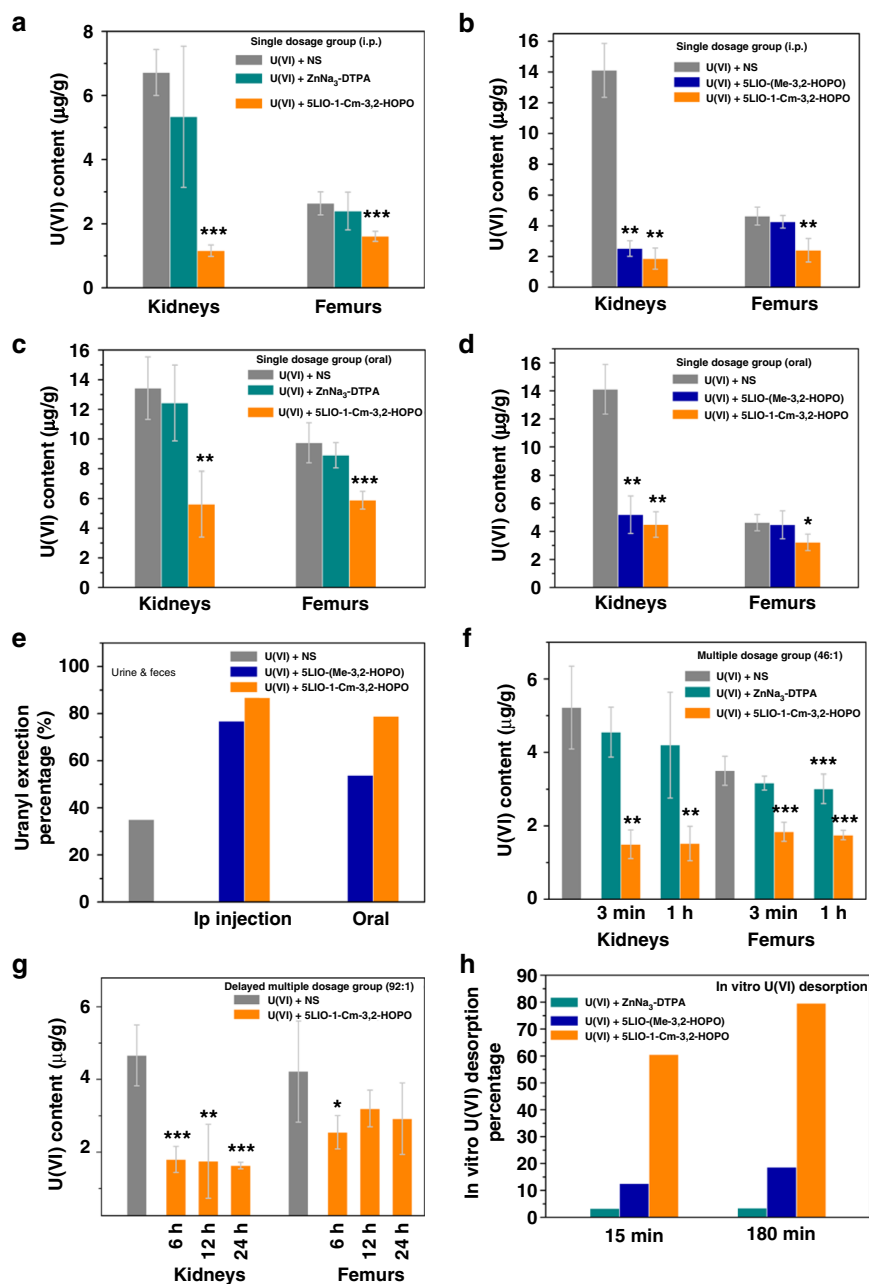 a
Single dosage group (i.p.)
U(VI) + NS
U(VI) + ZnNa3-DTPA
U(VI) + 5LIO-1-Cm-3,2-HOPO
U(VI) content (μg/g)
8
6
4
2
0
***
***
Kidneys
Femurs
b
Single dosage group (i.p.)
U(VI) + NS
U(VI) + 5LIO-(Me-3,2-HOPO)
U(VI) + 5LIO-1-Cm-3,2-HOPO
U(VI) content (μg/g)
16
14
12
10
8
6
4
2
0
**
**
**
Kidneys
Femurs
c
Single dosage group (oral)
U(VI) + NS
U(VI) + ZnNa3-DTPA
U(VI) + 5LIO-1-Cm-3,2-HOPO
U(VI) content (μg/g)
16
14
12
10
8
6
4
2
0
**
***
Kidneys
Femurs
d
Single dosage group (oral)
U(VI) + NS
U(VI) + 5LIO-(Me-3,2-HOPO)
U(VI) + 5LIO-1-Cm-3,2-HOPO
U(VI) content (μg/g)
16
14
12
10
8
6
4
2
0
**
**
*
Kidneys
Femurs
e
Urine & feces
U(VI) + NS
U(VI) + 5LIO-(Me-3,2-HOPO)
U(VI) + 5LIO-1-Cm-3,2-HOPO
Uranyl exrection
percentage (%)
100
80
60
40
20
0
Ip injection
Oral
f
Multiple dosage group (46:1)
U(VI) + NS
U(VI) + ZnNa3-DTPA
U(VI) + 5LIO-1-Cm-3,2-HOPO
U(VI) content (μg/g)
6
4
2
0
**
**
***
***
***
3 min
1 h
3 min
1 h
Kidneys
Femurs
g
Delayed multiple dosage group (92:1)
U(VI) + NS
U(VI) + 5LIO-1-Cm-3,2-HOPO
U(VI) content (μg/g)
6
4
2
***
**
***
*
6 h
12 h
24 h
6 h
12 h
24 h
Kidneys
Femurs
h
In vitro U(VI) desorption
U(VI) + ZnNa3-DTPA
U(VI) + 5LIO-(Me-3,2-HOPO)
U(VI) + 5LIO-1-Cm-3,2-HOPO
In vitro U(VI) desorption
percentage
90
80
70
60
50
40
30
20
10
0
15 min
180 min